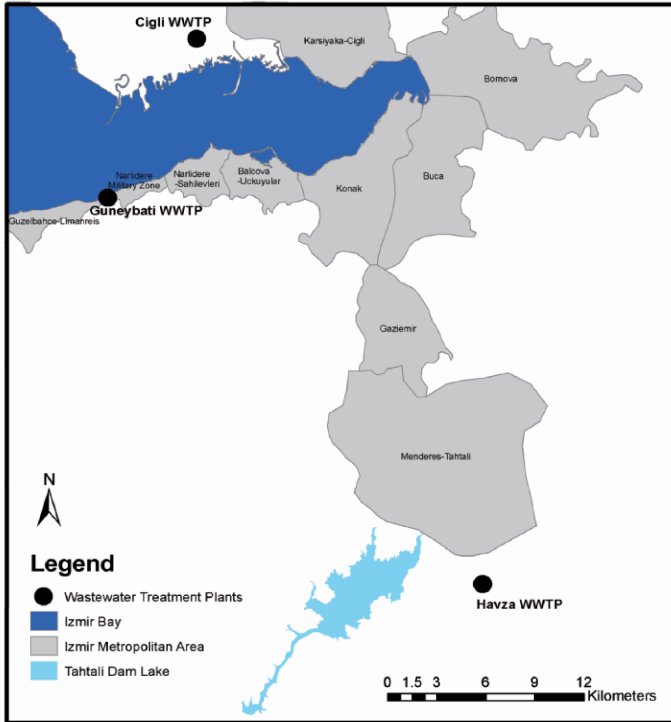 Cigli WWTP
Karsiyaka-Cigli
Bornova
Narlidere
Military Zone
Narlidere
-Sahilevleri
Balcova
-Uckuyular
Konak
Buca
Guneybati WWTP
Guzelbahce-Limanreis
Gaziemir
Menderes-Tahtali
N
Legend
Wastewater Treatment Plants
Izmir Bay
Izmir Metropolitan Area
Tahtali Dam Lake
Havza WWTP
0 1.5 3 6 9 12
Kilometers